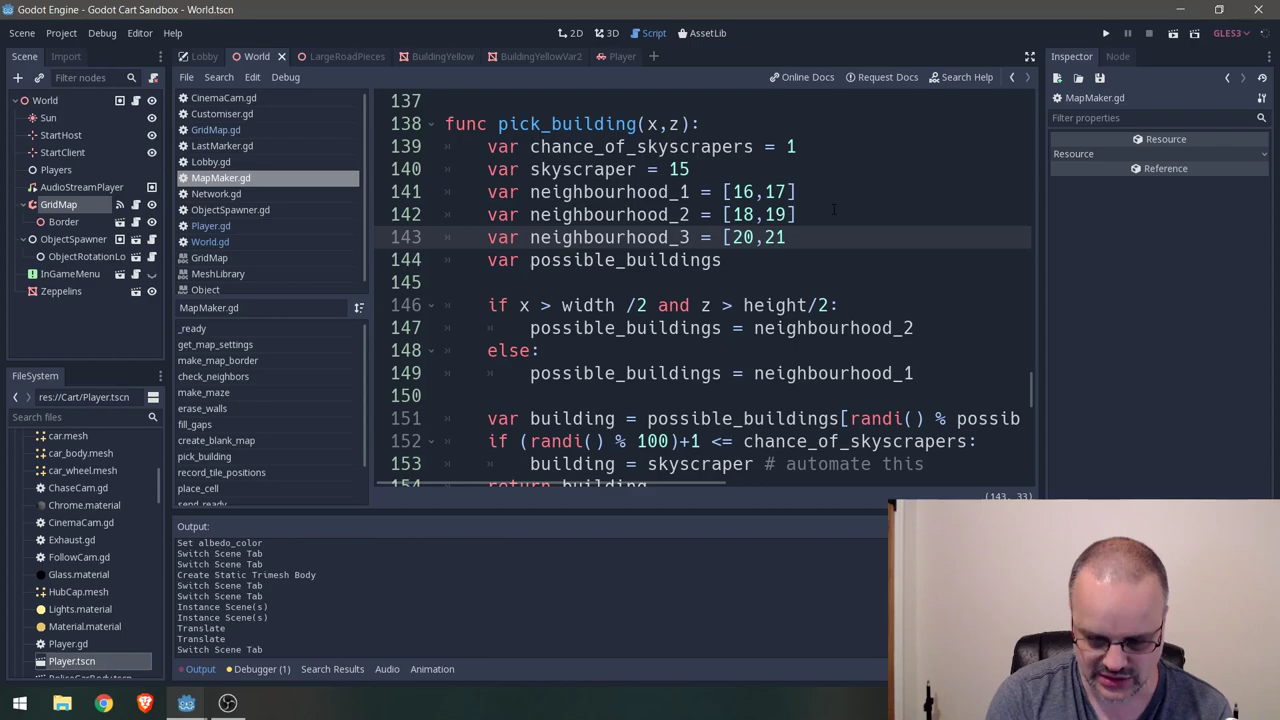 Godot Engine - Godot Cart Sandbox - World.tscn
Scene Project Debug Editor Help
2D 3D Script AssetLib
GLES3
Scene Import
Lobby World LargeRoadPieces BuildingYellow BuildingYellowVar2 Player
Inspector Node
Filter nodes
File Search Edit Debug
Online Docs Request Docs Search Help
MapMaker.gd
Filter properties
Resource
Resource
Reference
World
Sun
StartHost
StartClient
Players
AudioStreamPlayer
GridMap
Border
ObjectSpawner
ObjectRotationLo
InGameMenu
Zeppelins
CinemaCam.gd
Customiser.gd
GridMap.gd
LastMarker.gd
Lobby.gd
MapMaker.gd
Network.gd
ObjectSpawner.gd
Player.gd
World.gd
GridMap
MeshLibrary
Object
MapMaker.gd
_ready
get_map_settings
make_map_border
check_neighbors
make_maze
erase_walls
fill_gaps
create_blank_map
pick_building
record_tile_positions
place_cell
send_ready
137
138 func pick_building(x,z):
139 var chance_of_skyscrapers = 1
140 var skyscraper = 15
141 var neighbourhood_1 = [16,17]
142 var neighbourhood_2 = [18,19]
143 var neighbourhood_3 = [20,21
144 var possible_buildings
145
146 if x > width /2 and z > height/2:
147 possible_buildings = neighbourhood_2
148 else:
149 possible_buildings = neighbourhood_1
150
151 var building = possible_buildings[randi() % possib
152 if (randi() % 100)+1 <= chance_of_skyscrapers:
153 building = skyscraper # automate this
154 return building
(143, 33)
FileSystem
res://Cart/Player.tscn
Search files
car.mesh
car_body.mesh
car_wheel.mesh
ChaseCam.gd
Chrome.material
CinemaCam.gd
Exhaust.gd
FollowCam.gd
Glass.material
HubCap.mesh
Lights.material
Material.material
Player.gd
Player.tscn
PoliceCarBody.tscn
Output:
Set albedo_color
Switch Scene Tab
Switch Scene Tab
Create Static Trimesh Body
Switch Scene Tab
Switch Scene Tab
Instance Scene(s)
Instance Scene(s)
Translate
Translate
Switch Scene Tab
Output Debugger (1) Search Results Audio Animation